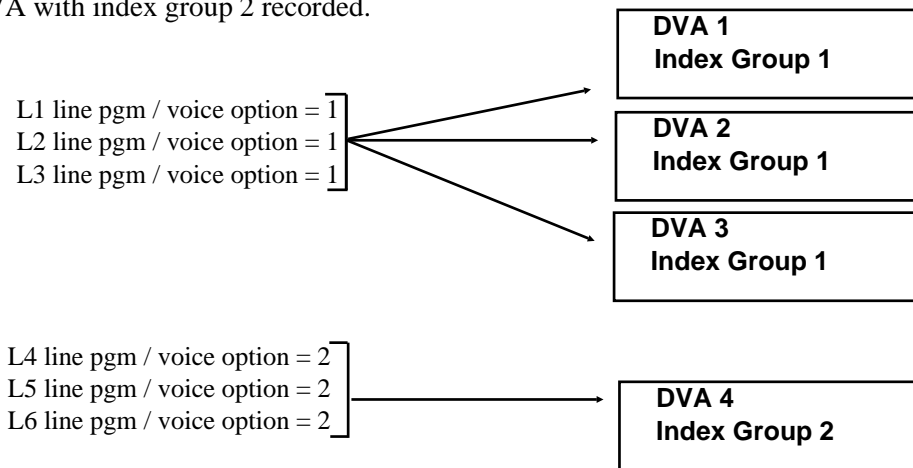 A with index group 2 recorded.
DVA 1
Index Group 1
L1 line pgm / voice option = 1
L2 line pgm / voice option = 1
L3 line pgm / voice option = 1
DVA 2
Index Group 1
DVA 3
Index Group 1
L4 line pgm / voice option = 2
L5 line pgm / voice option = 2
L6 line pgm / voice option = 2
DVA 4
Index Group 2